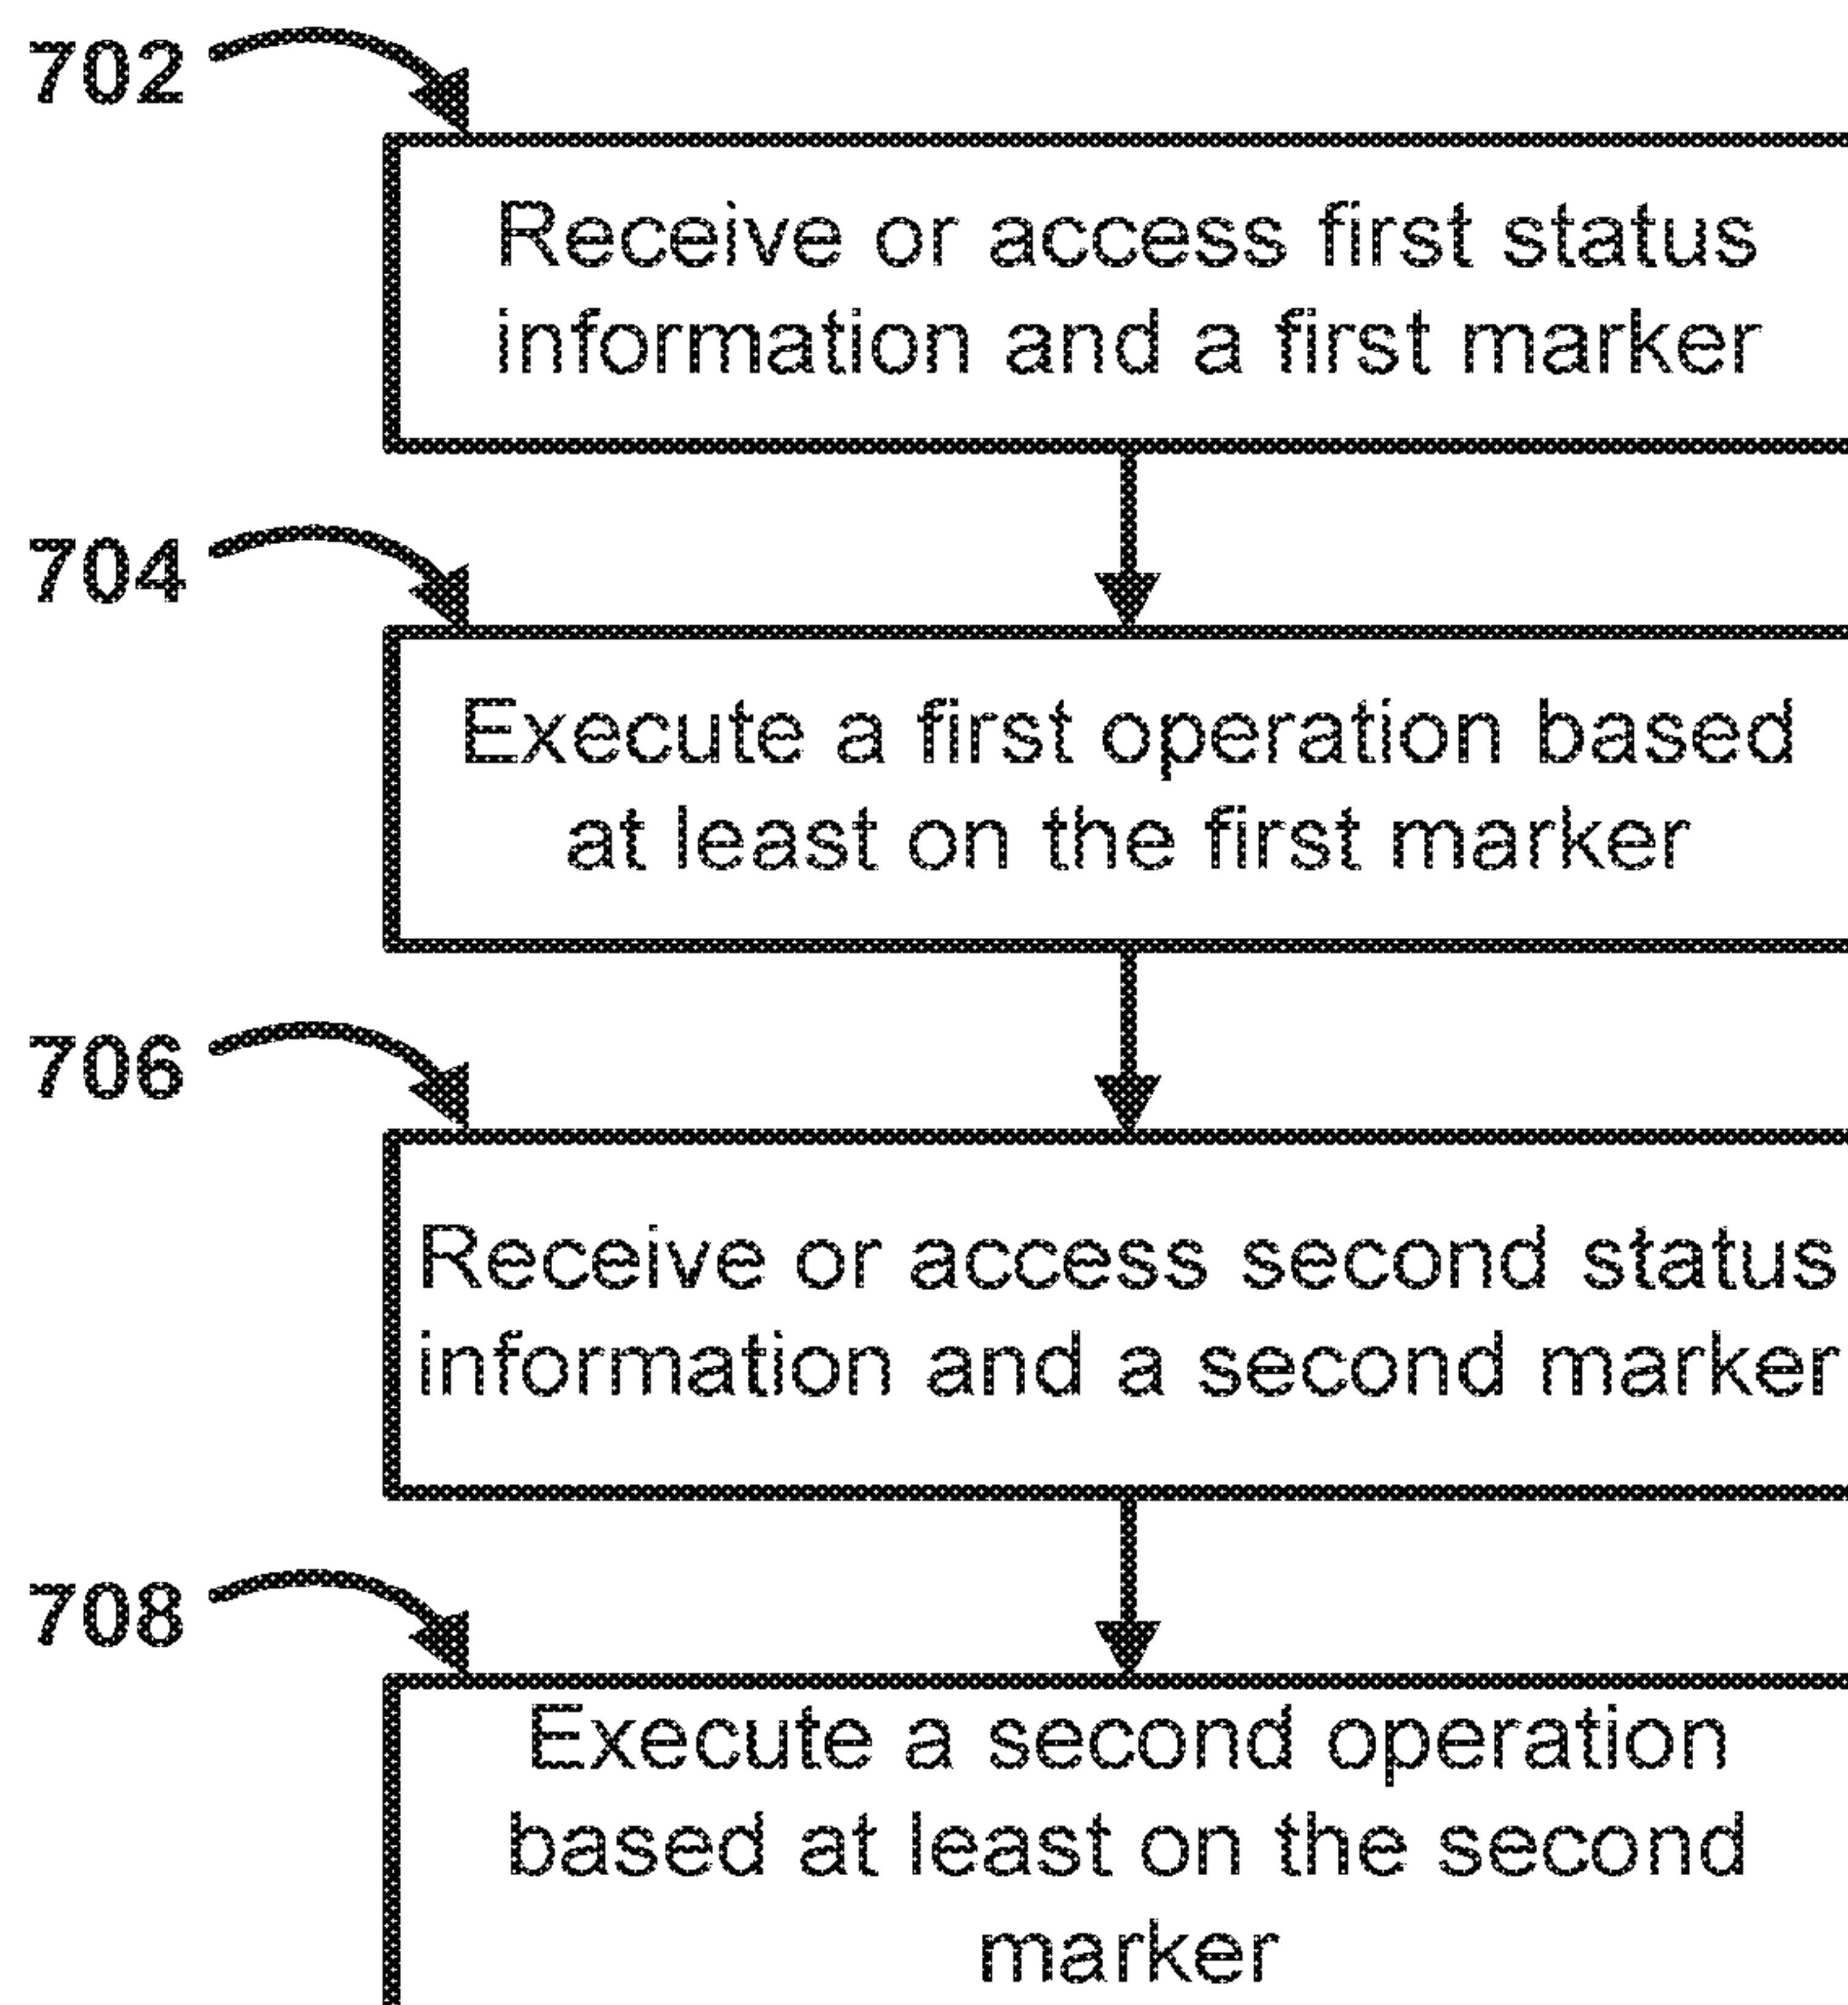 702
Receive or access first status
information and a first marker
704
Execute a first operation based
at least on the first marker
706
Receive or access second status
information and a second marker
708
Execute a second operation
based at least on the second
marker